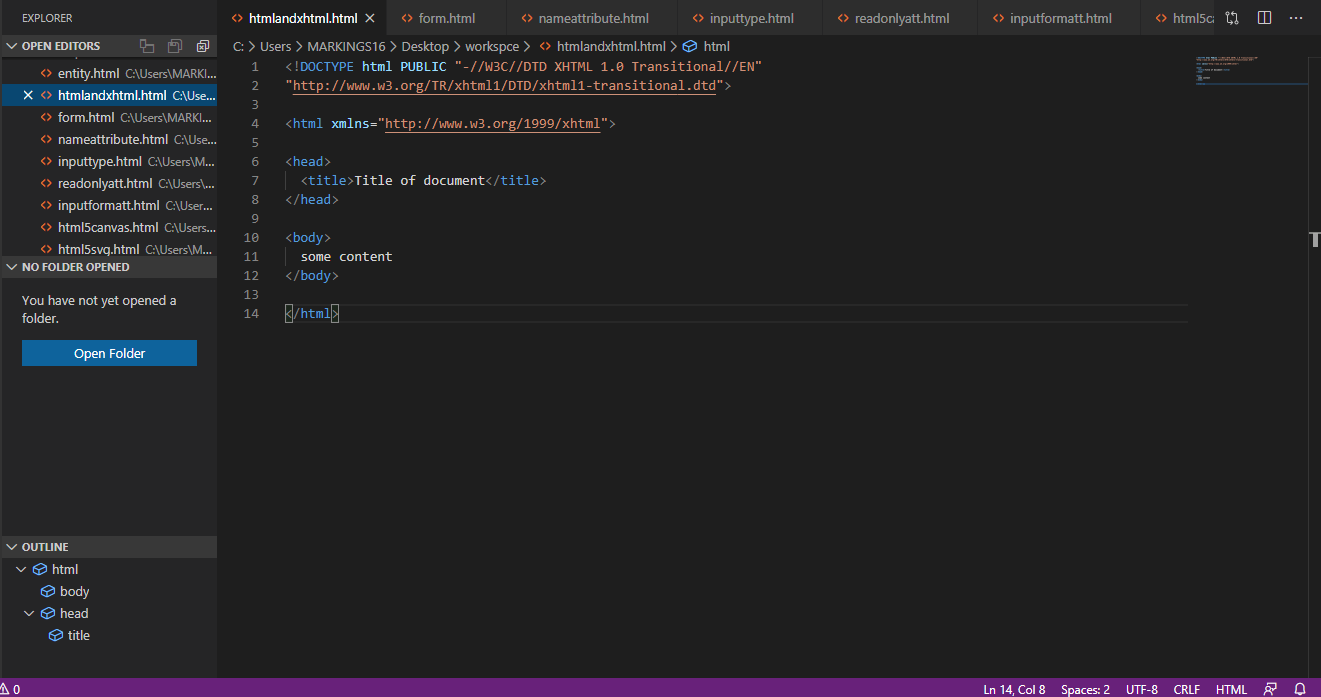 EXPLORER
OPEN EDITORS
entity.html C:\Users\MARKI...
htmlandxhtml.html C:\Use...
form.html C:\Users\MARKI...
nameattribute.html C:\Use...
inputtype.html C:\Users\M...
readonlyatt.html C:\Users\...
inputformatt.html C:\User...
html5canvas.html C:\Users...
html5svg.html C:\Users\M...
NO FOLDER OPENED
You have not yet opened a
folder.
Open Folder
OUTLINE
html
body
head
title
htmlandxhtml.html form.html nameattribute.html inputtype.html readonlyatt.html inputformatt.html html5ca
C: > Users > MARKINGS16 > Desktop > workspce > htmlandxhtml.html > html
1 <!DOCTYPE html PUBLIC "-//W3C//DTD XHTML 1.0 Transitional//EN"
2 "http://www.w3.org/TR/xhtml1/DTD/xhtml1-transitional.dtd">
3
4 <html xmlns="http://www.w3.org/1999/xhtml">
5
6 <head>
7 <title>Title of document</title>
8 </head>
9
10 <body>
11 some content
12 </body>
13
14 </html>
0 Ln 14, Col 8 Spaces: 2 UTF-8 CRLF HTML